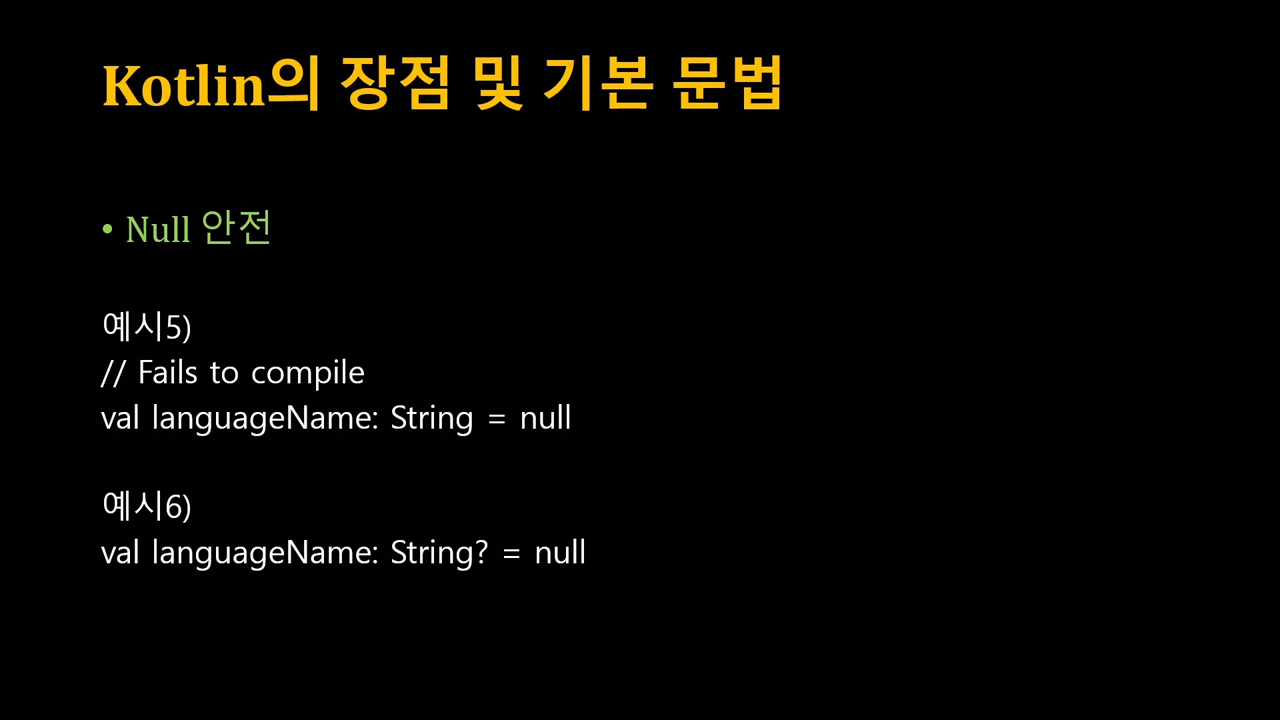 Kotlin의 장점 및 기본 문법
• Null 안전
예시5)
// Fails to compile
val languageName: String = null
예시6)
val languageName: String? = null